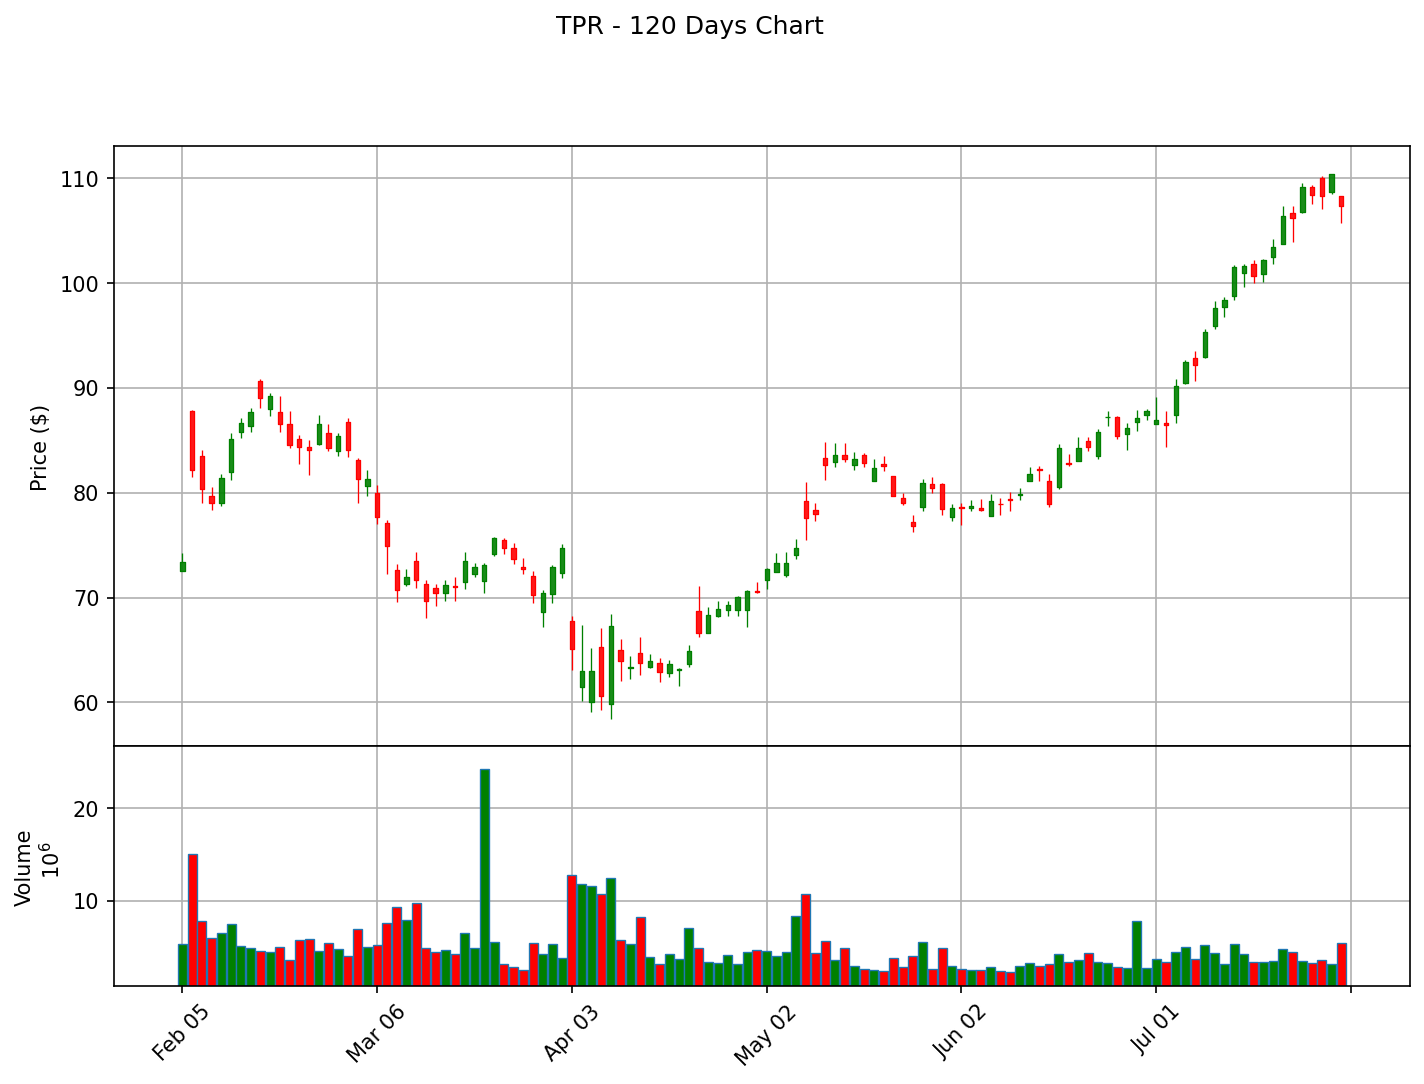 TPR - 120 Days Chart
Price ($)
110
100
90
80
70
60
Volume
10^6
20
10
Feb 05
Mar 06
Apr 03
May 02
Jun 02
Jul 01